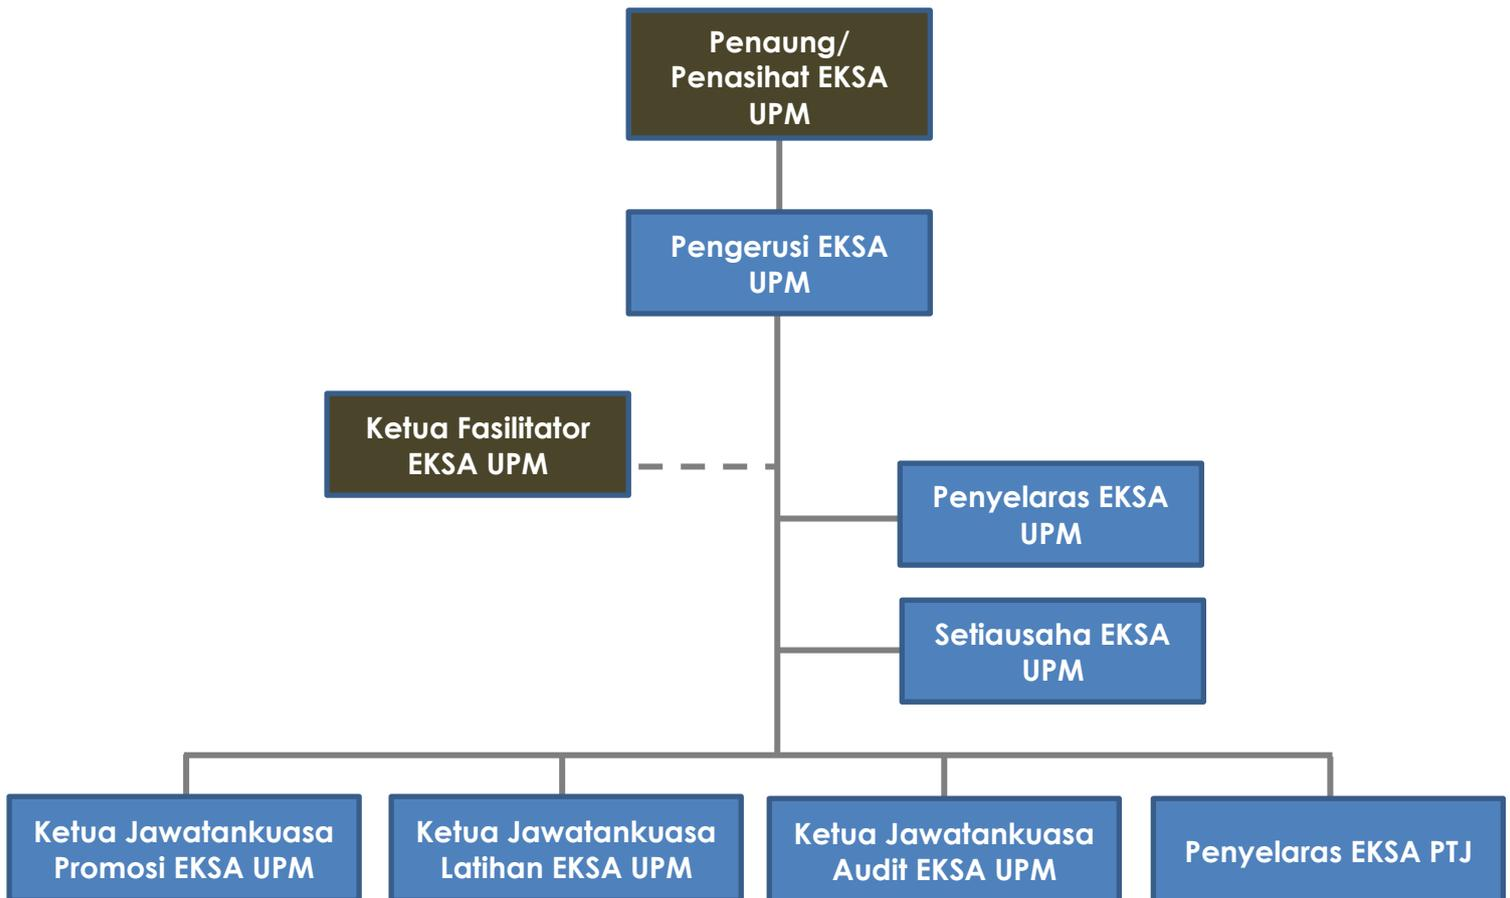 Penaung/
Penasihat EKSA
UPM
Pengerusi EKSA
UPM
Ketua Fasilitator
EKSA UPM
Penyelaras EKSA
UPM
Setiausaha EKSA
UPM
Ketua Jawatankuasa
Promosi EKSA UPM
Ketua Jawatankuasa
Latihan EKSA UPM
Ketua Jawatankuasa
Audit EKSA UPM
Penyelaras EKSA PTJ